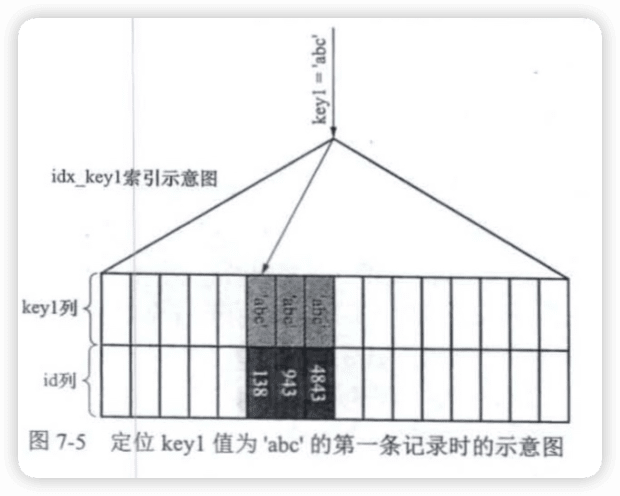 key1 = 'abc'
idx_key1索引示意图
key1列
'abc' 'abc' 'abc'
id列
138 943 4843
图 7-5 定位 key1 值为 'abc' 的第一条记录时的示意图